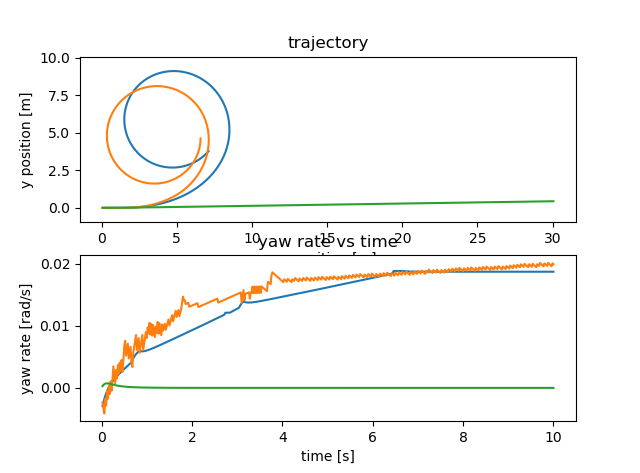 trajectory
10.0
7.5
5.0
2.5
0.0
y position [m]
0 5 10 15 20 25 30
yaw rate vs time
0.02
0.01
0.00
yaw rate [rad/s]
0 2 4 6 8 10
time [s]